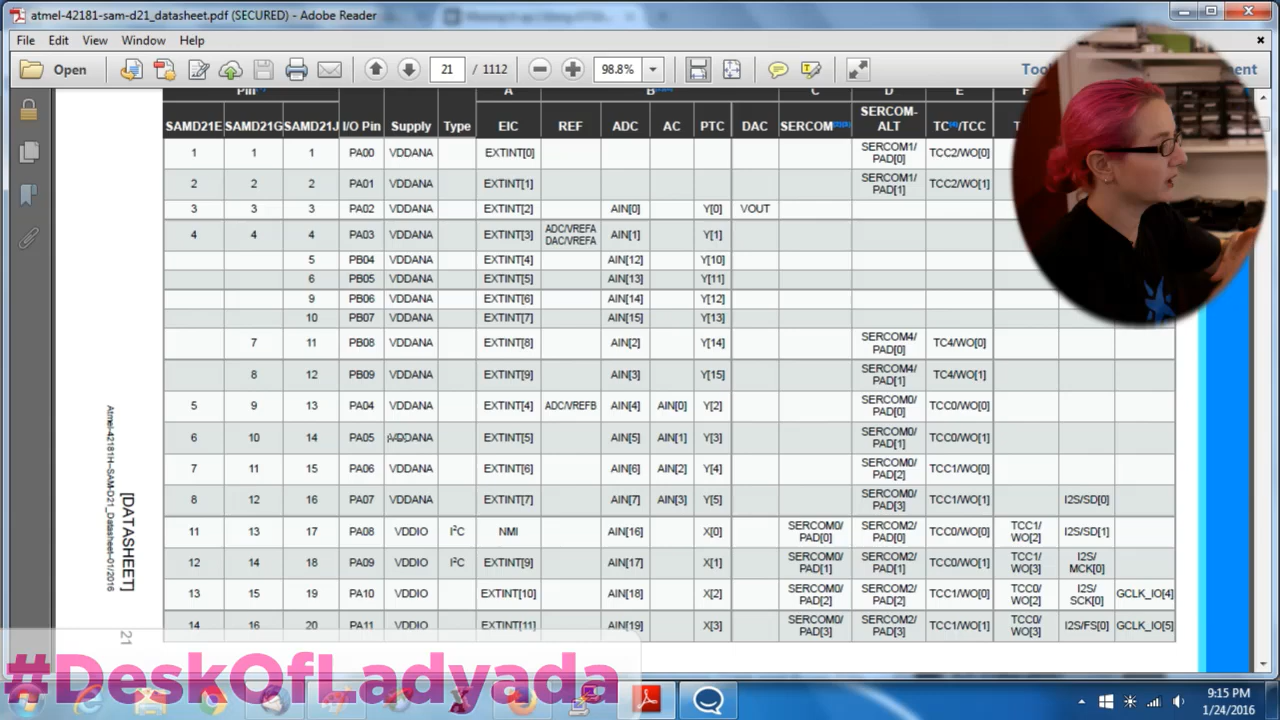 atmel-42181-sam-d21_datasheet.pdf (SECURED) - Adobe Reader
File Edit View Window Help
Open 21 / 1112 98.8%
Pin A B C D E
SAMD21E SAMD21G SAMD21J I/O Pin Supply Type EIC REF ADC AC PTC DAC SERCOM SERCOM-ALT TC/TCC
1 1 1 PA00 VDDANA EXTINT[0] SERCOM1/PAD[0] TCC2/WO[0]
2 2 2 PA01 VDDANA EXTINT[1] SERCOM1/PAD[1] TCC2/WO[1]
3 3 3 PA02 VDDANA EXTINT[2] AIN[0] Y[0] VOUT
4 4 4 PA03 VDDANA EXTINT[3] ADC/VREFA DAC/VREFA AIN[1] Y[1]
5 PB04 VDDANA EXTINT[4] AIN[12] Y[10]
6 PB05 VDDANA EXTINT[5] AIN[13] Y[11]
9 PB06 VDDANA EXTINT[6] AIN[14] Y[12]
10 PB07 VDDANA EXTINT[7] AIN[15] Y[13]
7 11 PB08 VDDANA EXTINT[8] AIN[2] Y[14] SERCOM4/PAD[0] TC4/WO[0]
8 12 PB09 VDDANA EXTINT[9] AIN[3] Y[15] SERCOM4/PAD[1] TC4/WO[1]
5 9 13 PA04 VDDANA EXTINT[4] ADC/VREFB AIN[4] AC AIN[0] Y[2] SERCOM0/PAD[0] TCC0/WO[0]
6 10 14 PA05 VDDANA EXTINT[5] AIN[5] AIN[1] Y[3] SERCOM0/PAD[1] TCC0/WO[1]
7 11 15 PA06 VDDANA EXTINT[6] AIN[6] AIN[2] Y[4] SERCOM0/PAD[2] TCC1/WO[0]
8 12 16 PA07 VDDANA EXTINT[7] AIN[7] AIN[3] Y[5] SERCOM0/PAD[3] TCC1/WO[1] I2S/SD[0]
11 13 17 PA08 VDDIO I²C NMI AIN[16] X[0] SERCOM0/PAD[0] SERCOM2/PAD[0] TCC0/WO[0] TCC1/WO[2] I2S/SD[1]
12 14 18 PA09 VDDIO I²C EXTINT[9] AIN[17] X[1] SERCOM0/PAD[1] SERCOM2/PAD[1] TCC0/WO[1] TCC1/WO[3] I2S/MCK[0]
13 15 19 PA10 VDDIO EXTINT[10] AIN[18] X[2] SERCOM0/PAD[2] SERCOM2/PAD[2] TCC1/WO[0] TCC0/WO[2] I2S/SCK[0] GCLK_IO[4]
14 16 20 PA11 VDDIO EXTINT[11] AIN[19] X[3] SERCOM0/PAD[3] SERCOM2/PAD[3] TCC1/WO[1] TCC0/WO[3] I2S/FS[0] GCLK_IO[5]
Atmel-42181H-SAM-D21_Datasheet-01/2016
[DATASHEET]
21
#DeskOfLadyada
9:15 PM
1/24/2016